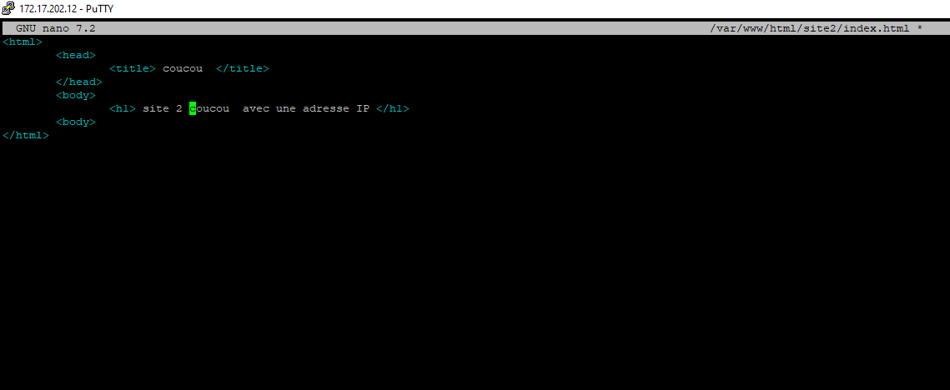 172.17.202.12 - PuTTY
GNU nano 7.2 /var/www/html/site2/index.html *
<html>
<head>
<title> coucou </title>
</head>
<body>
<h1> site 2 coucou avec une adresse IP </h1>
<body>
</html>